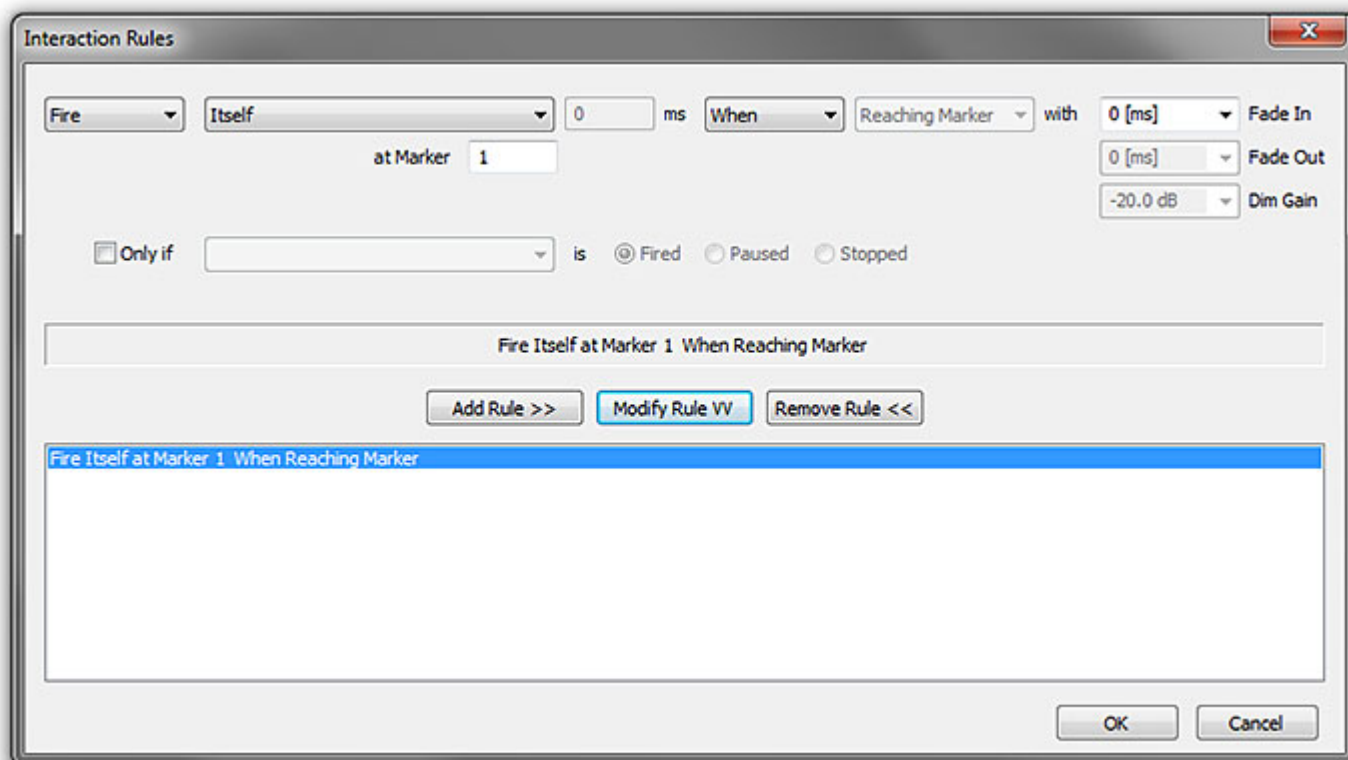 Interaction Rules
Fire Itself 0 ms When Reaching Marker with 0 [ms] Fade In
at Marker 1 0 [ms] Fade Out
-20.0 dB Dim Gain
Only if is Fired Paused Stopped
Fire Itself at Marker 1 When Reaching Marker
Add Rule >> Modify Rule VV Remove Rule <<
Fire Itself at Marker 1 When Reaching Marker
OK Cancel